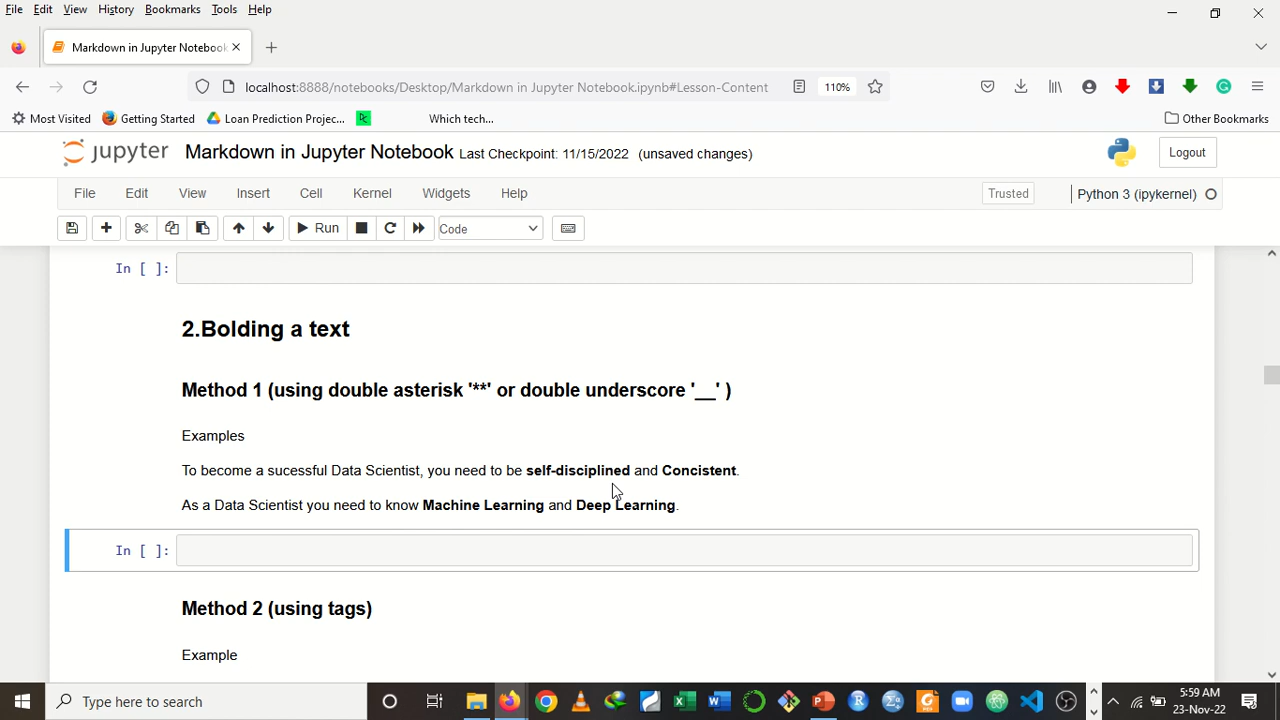 File Edit View History Bookmarks Tools Help
Markdown in Jupyter Notebook
localhost:8888/notebooks/Desktop/Markdown in Jupyter Notebook.ipynb#Lesson-Content 110%
Most Visited Getting Started Loan Prediction Projec... Which tech... Other Bookmarks
jupyter Markdown in Jupyter Notebook Last Checkpoint: 11/15/2022 (unsaved changes) Logout
File Edit View Insert Cell Kernel Widgets Help Trusted Python 3 (ipykernel)
Run Code
In [ ]:
2.Bolding a text
Method 1 (using double asterisk '**' or double underscore '__' )
Examples
To become a sucessful Data Scientist, you need to be self-disciplined and Concistent.
As a Data Scientist you need to know Machine Learning and Deep Learning.
In [ ]:
Method 2 (using tags)
Example
Type here to search
5:59 AM
23-Nov-22